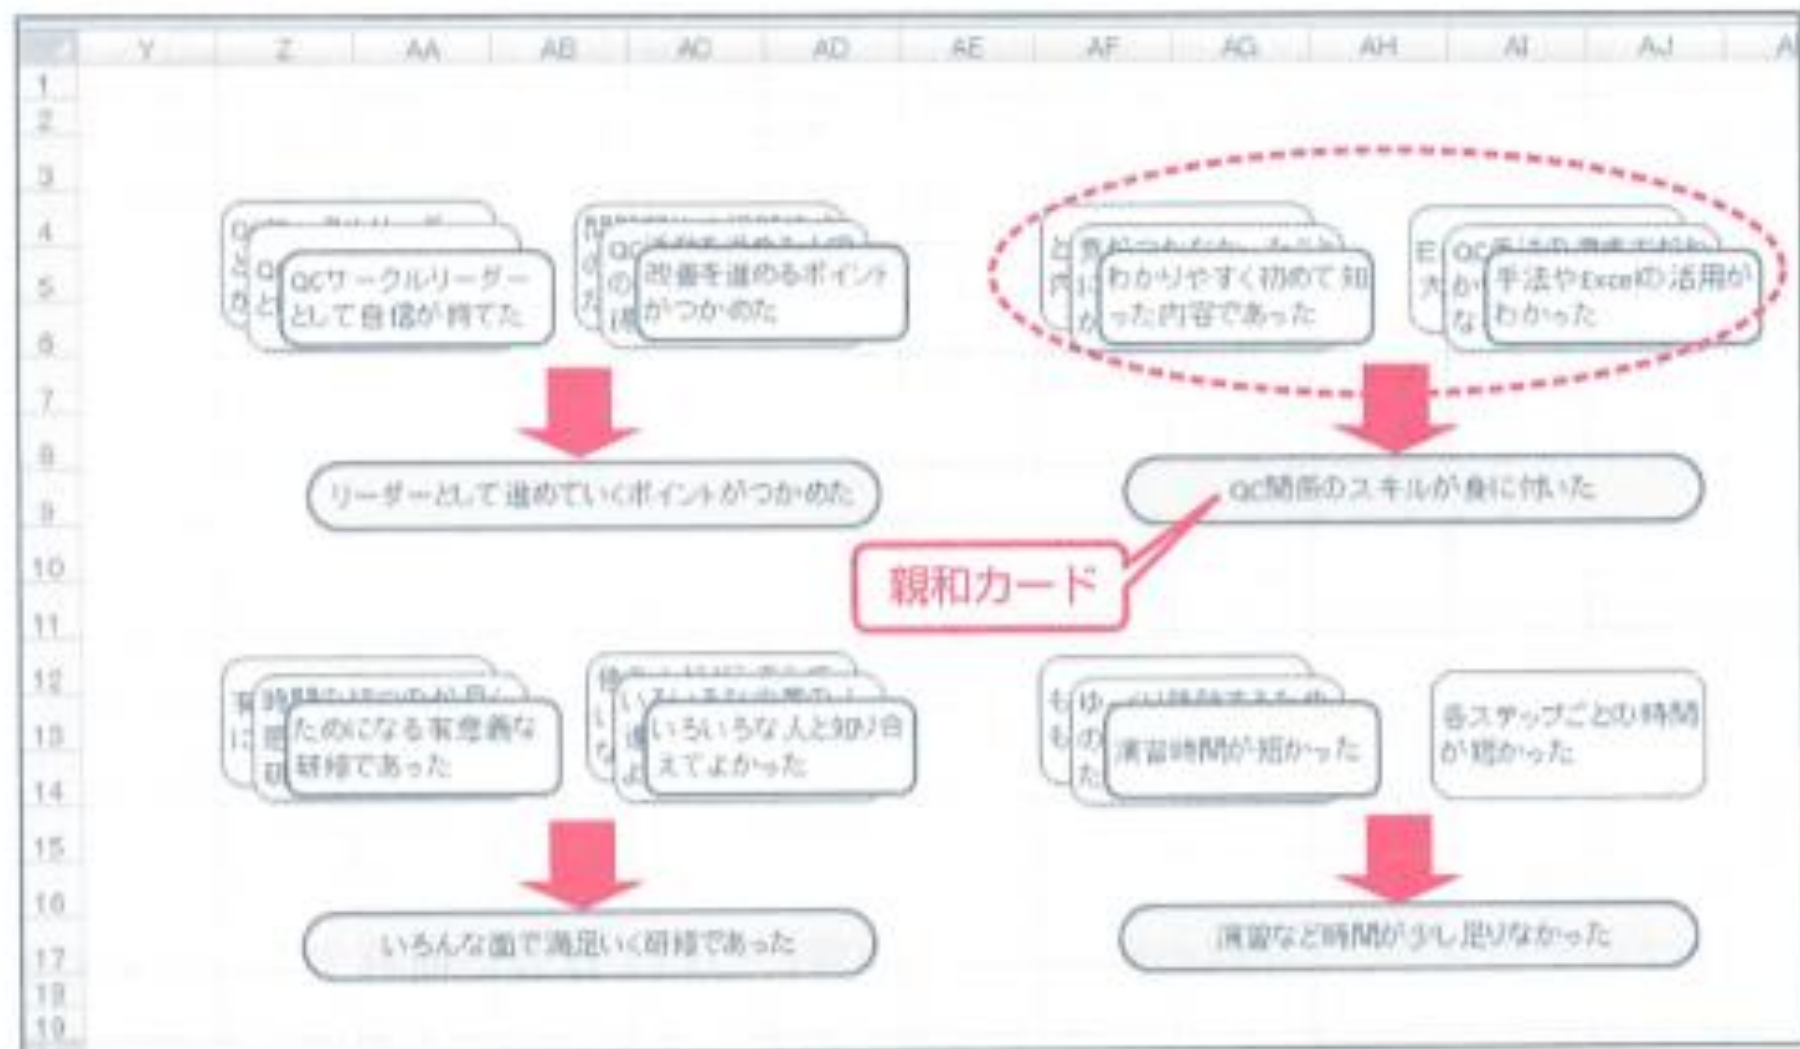 Y Z AA AB AC AD AE AF AG AH AI AJ
1
2
3
4
5
6
7
8
9
10
11
12
13
14
15
16
17
18
19
QCサークルリーダー
として自信が持てた
改善を進めるポイント
がつかめた
わかりやすく初めて知
った内容であった
手法やExcelの活用が
わかった
リーダーとして進めていくポイントがつかめた
QC関係のスキルが身に付いた
親和カード
ためになる有意義な
研修であった
いろいろな人と知り合
えてよかった
演習時間が短かった
各ステップごとの時間
が短かった
いろんな面で満足いく研修であった
演習など時間が少し足りなかった